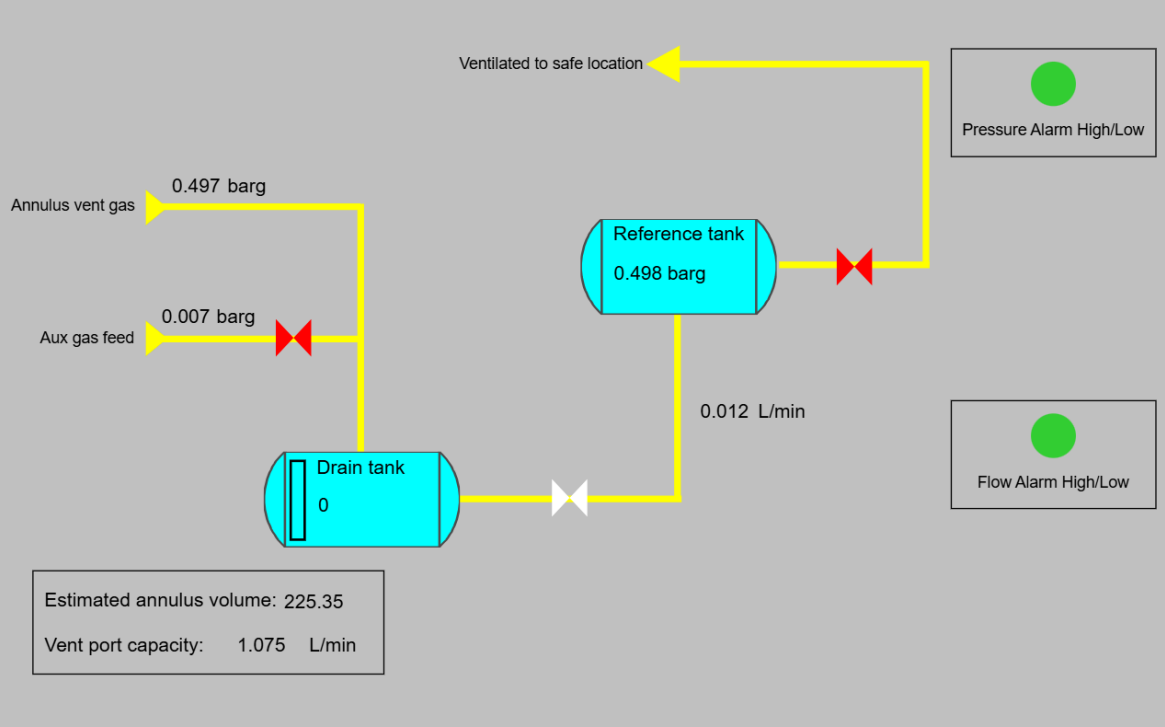 Ventilated to safe location
Pressure Alarm High/Low
0.497 barg
Annulus vent gas
Reference tank
0.498 barg
0.007 barg
Aux gas feed
0.012 L/min
Drain tank
0
Flow Alarm High/Low
Estimated annulus volume: 225.35
Vent port capacity: 1.075 L/min